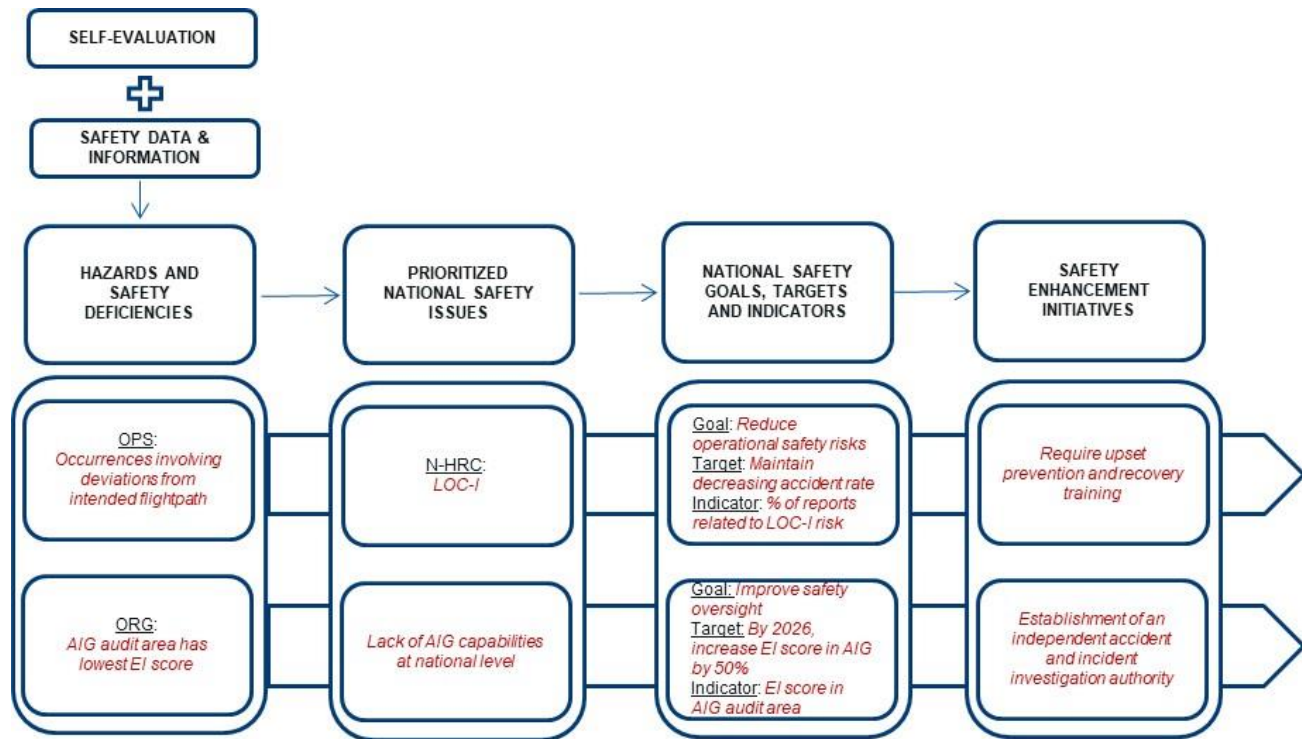 SELF-EVALUATION
SAFETY DATA &
INFORMATION
HAZARDS AND
SAFETY
DEFICIENCIES
PRIORITIZED
NATIONAL SAFETY
ISSUES
NATIONAL SAFETY
GOALS, TARGETS
AND INDICATORS
SAFETY
ENHANCEMENT
INITIATIVES
OPS:
Occurrences involving
deviations from
intended flightpath
N-HRC:
LOC-I
Goal: Reduce
operational safety risks
Target: Maintain
decreasing accident rate
Indicator: % of reports
related to LOC-I risk
Require upset
prevention and recovery
training
ORG:
AIG audit area has
lowest EI score
Lack of AIG capabilities
at national level
Goal: Improve safety
oversight
Target: By 2026,
increase EI score in AIG
by 50%
Indicator: EI score in
AIG audit area
Establishment of an
independent accident
and incident
investigation authority